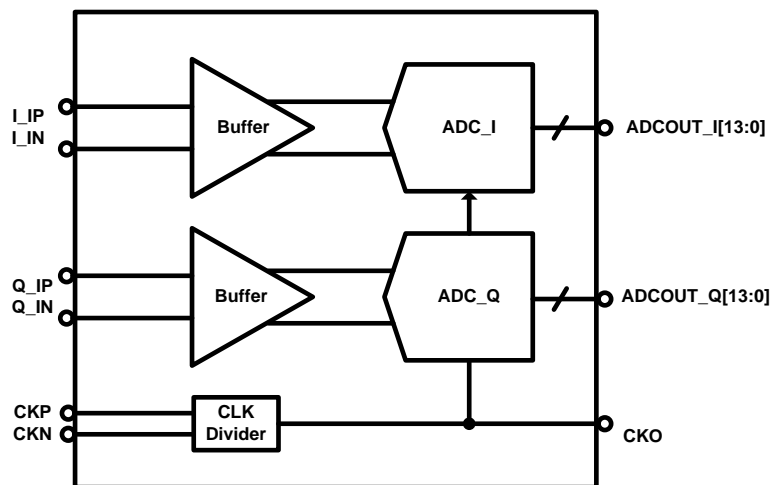 I_IP
I_IN
Buffer
ADC_I
ADCOUT_I[13:0]
Q_IP
Q_IN
Buffer
ADC_Q
ADCOUT_Q[13:0]
CKP
CKN
CLK
Divider
CKO